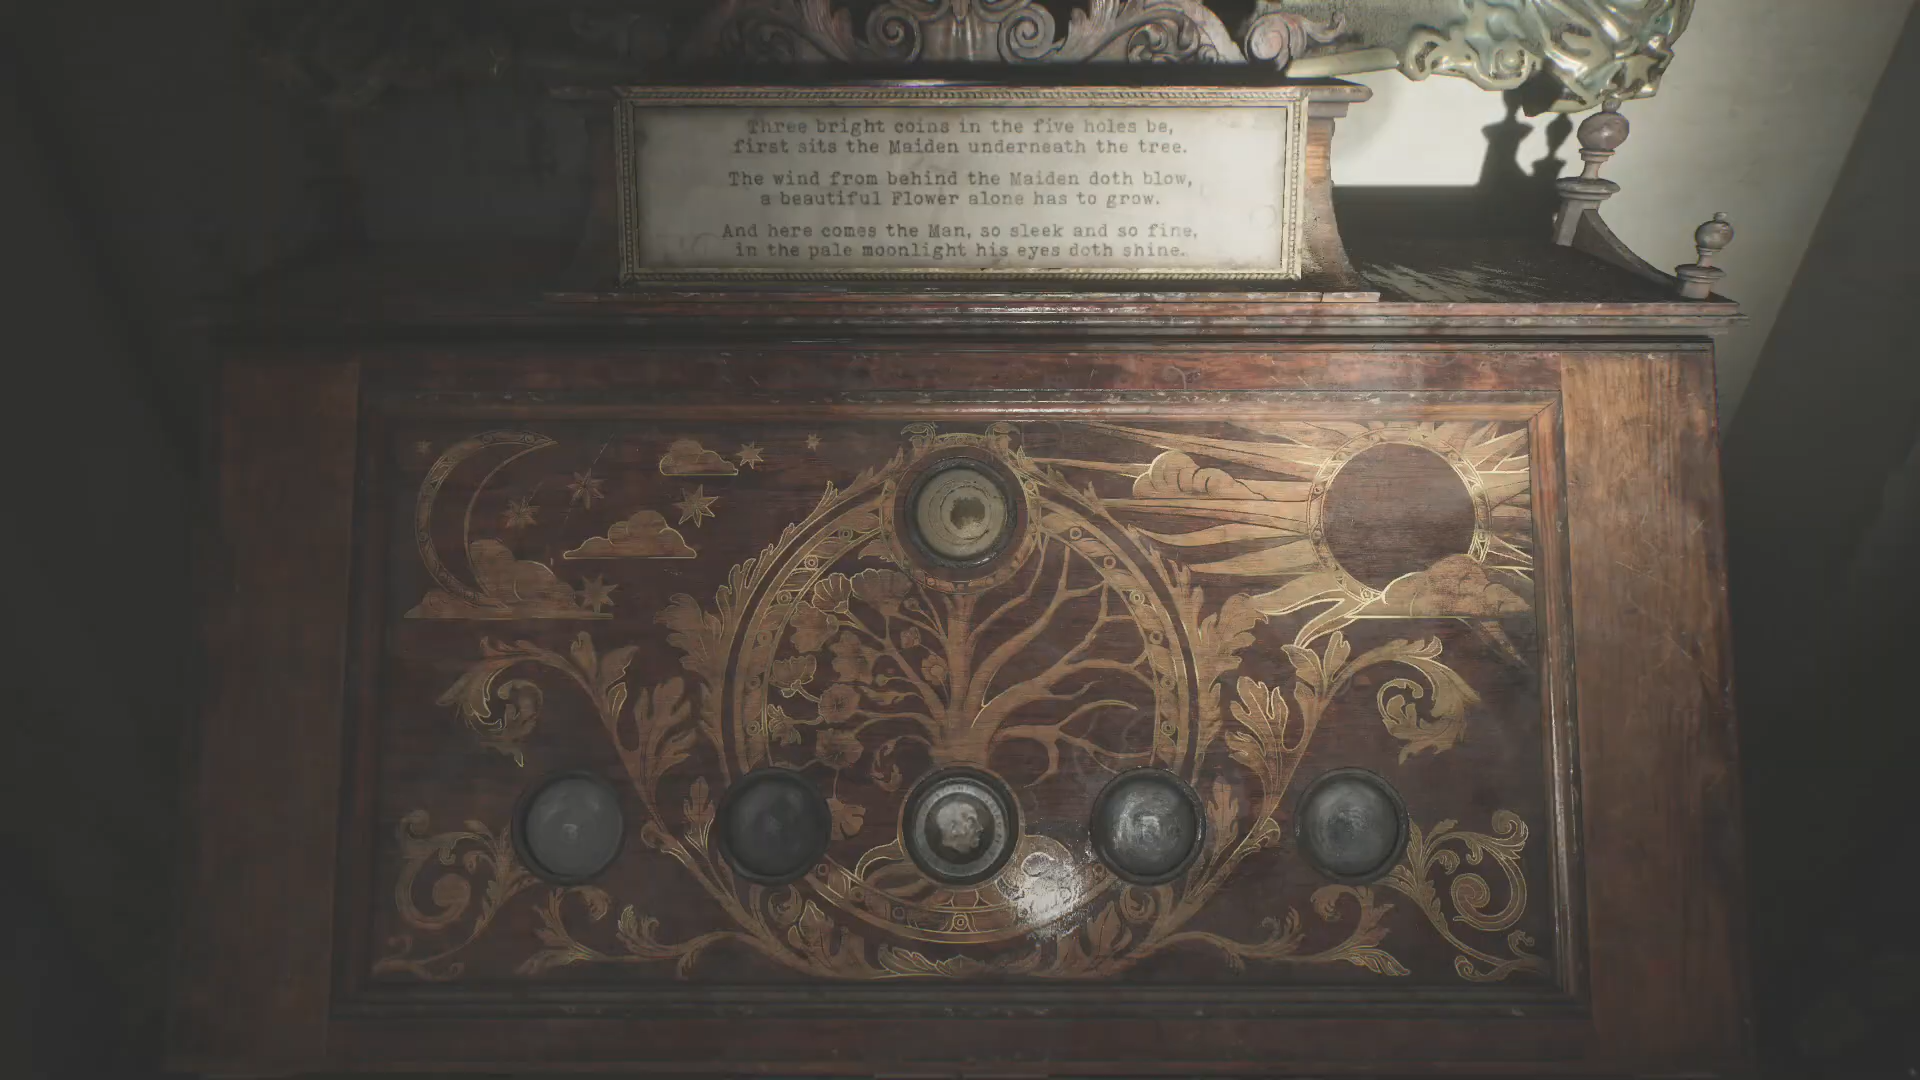 Three bright coins in the five holes be,
first sits the Maiden underneath the tree.
The wind from behind the Maiden doth blow,
a beautiful Flower alone has to grow.
And here comes the Man, so sleek and so fine,
in the pale moonlight his eyes doth shine.